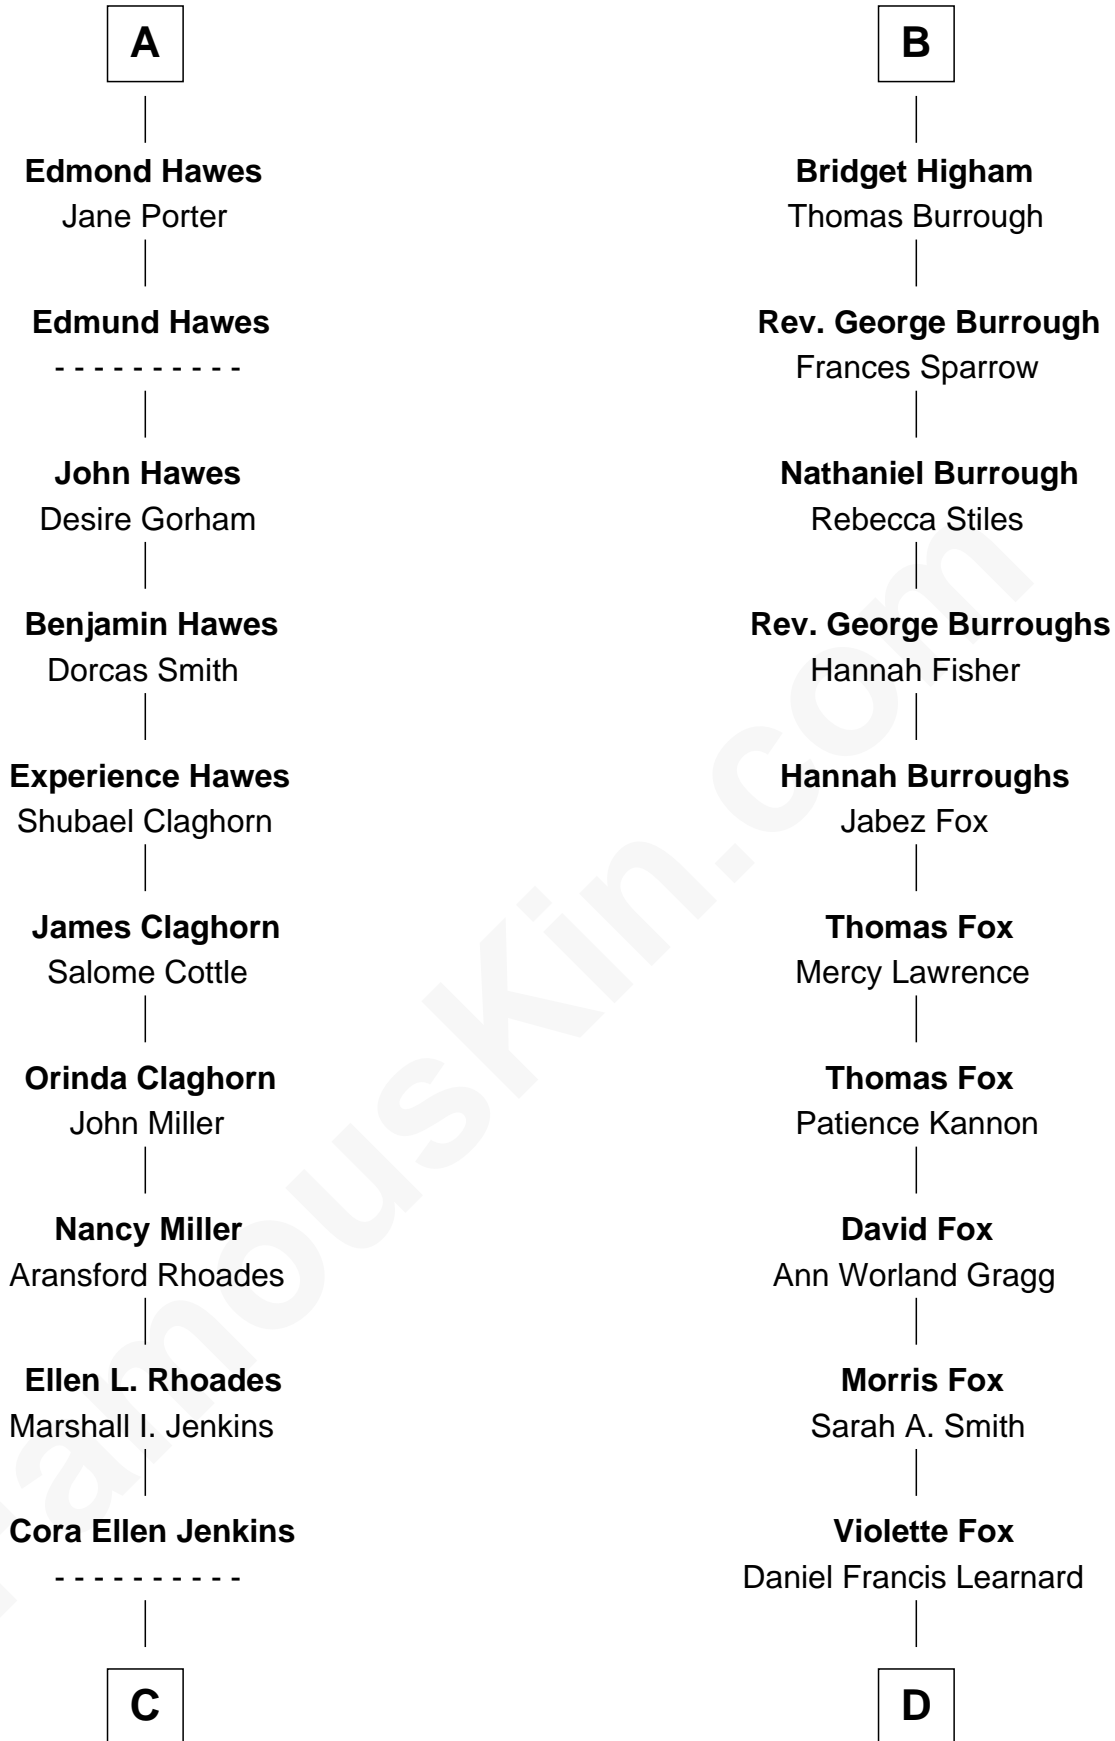 A
Edmond Hawes
Jane Porter
Edmund Hawes
- - - - - - - - - -
John Hawes
Desire Gorham
Benjamin Hawes
Dorcas Smith
Experience Hawes
Shubael Claghorn
James Claghorn
Salome Cottle
Orinda Claghorn
John Miller
Nancy Miller
Aransford Rhoades
Ellen L. Rhoades
Marshall I. Jenkins
Cora Ellen Jenkins
- - - - - - - - - -
C
B
Bridget Higham
Thomas Burrough
Rev. George Burrough
Frances Sparrow
Nathaniel Burrough
Rebecca Stiles
Rev. George Burroughs
Hannah Fisher
Hannah Burroughs
Jabez Fox
Thomas Fox
Mercy Lawrence
Thomas Fox
Patience Kannon
David Fox
Ann Worland Gragg
Morris Fox
Sarah A. Smith
Violette Fox
Daniel Francis Learnard
D
FamousKin.com